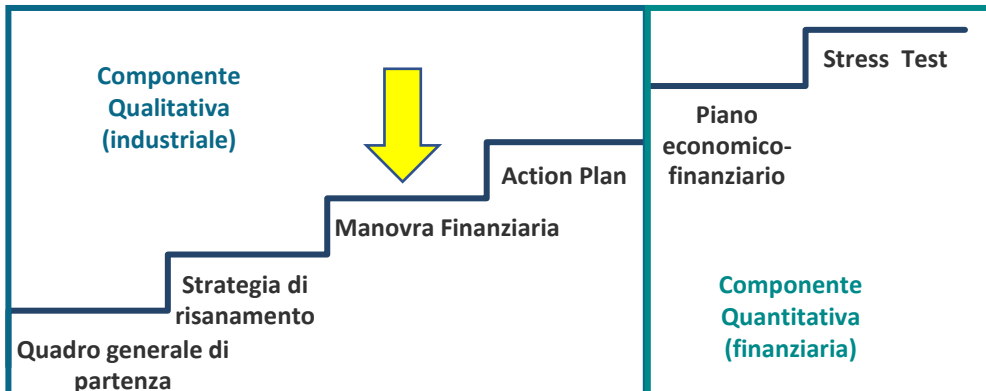 Componente
Qualitativa
(industriale)
Quadro generale di
partenza
Strategia di
risanamento
Manovra Finanziaria
Action Plan
Piano
economico-
finanziario
Stress Test
Componente
Quantitativa
(finanziaria)